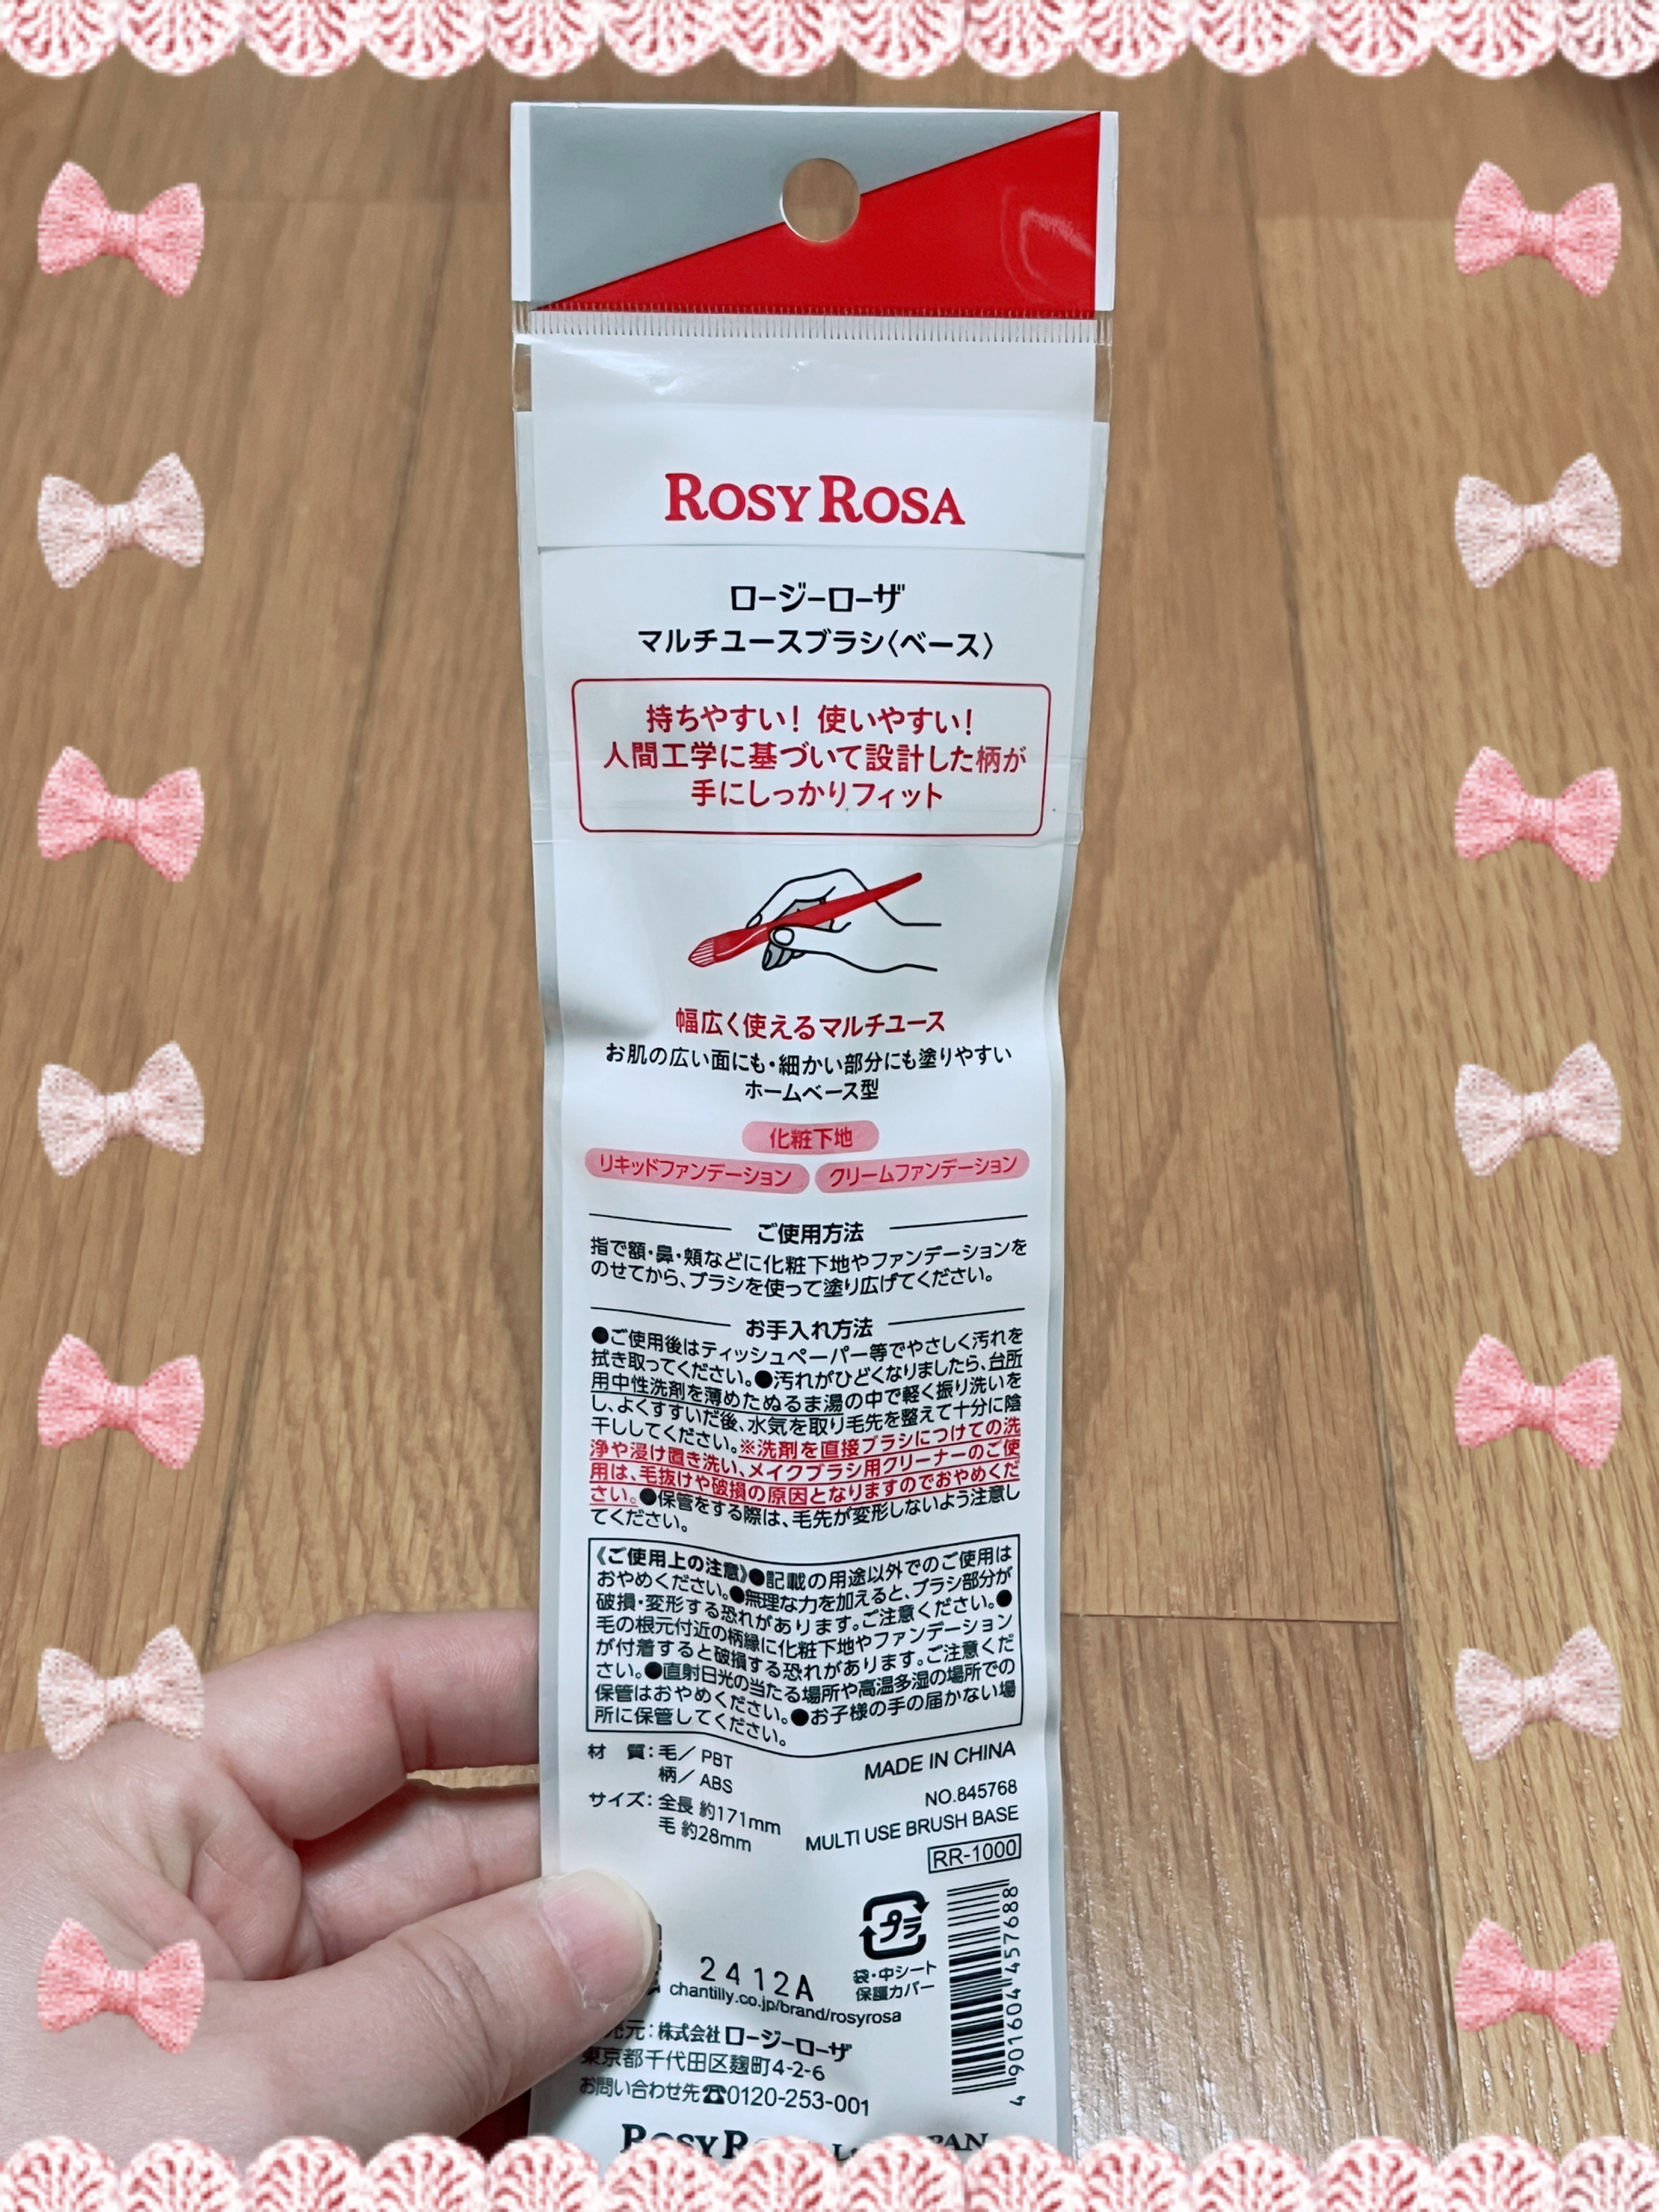 ROSY ROSA
ロージーローザ
マルチユースブラシ〈ベース〉
持ちやすい！ 使いやすい！
人間工学に基づいて設計した柄が
手にしっかりフィット
幅広く使えるマルチユース
お肌の広い面にも・細かい部分にも塗りやすい
ホームベース型
化粧下地
リキッドファンデーション クリームファンデーション
ご使用方法
指で額・鼻・頬などに化粧下地やファンデーションを
のせてから、ブラシを使って塗り広げてください。
お手入れ方法
●ご使用後はティッシュペーパー等でやさしく汚れを
拭き取ってください。●汚れがひどくなりましたら、台所
用中性洗剤を薄めたぬるま湯の中で軽く振り洗いを
し、よくすすいだ後、水気を取り毛先を整えて十分に陰
干ししてください。※洗剤を直接ブラシにつけての洗
浄や浸け置き洗い、メイクブラシ用クリーナーのご使
用は、毛抜けや破損の原因となりますのでおやめくだ
さい。●保管をする際は、毛先が変形しないよう注意し
てください。
《ご使用上の注意》●記載の用途以外でのご使用は
おやめください。●無理な力を加えると、ブラシ部分が
破損・変形する恐れがあります。ご注意ください。●
毛の根元付近の柄縁に化粧下地やファンデーション
が付着すると破損する恐れがあります。ご注意くだ
さい。●直射日光の当たる場所や高温多湿の場所での
保管はおやめください。●お子様の手の届かない場
所に保管してください。
材 質：毛／PBT
柄／ABS
サイズ：全長 約171mm
毛 約28mm
MADE IN CHINA
NO.845768
MULTI USE BRUSH BASE
RR-1000
プラ
袋・中シート
保護カバー
4 901604 457688
2412A
chantilly.co.jp/brand/rosyrosa
元：株式会社ロージーローザ
東京都千代田区麹町4-2-6
お問い合わせ先☎0120-253-001
ROSY